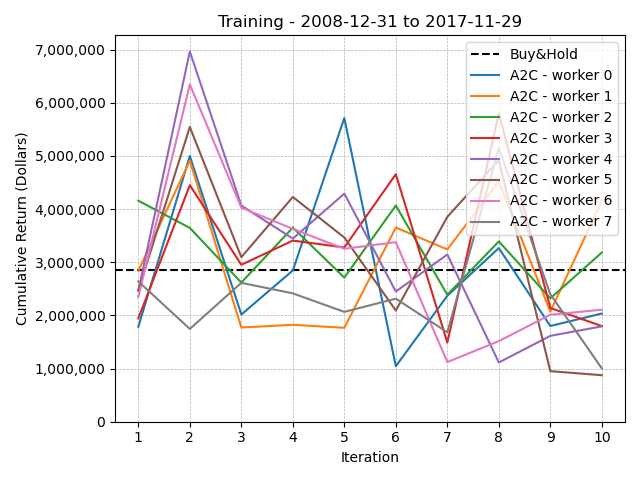 Training - 2008-12-31 to 2017-11-29
Cumulative Return (Dollars)
7,000,000
6,000,000
5,000,000
4,000,000
3,000,000
2,000,000
1,000,000
0
Buy&Hold
A2C - worker 0
A2C - worker 1
A2C - worker 2
A2C - worker 3
A2C - worker 4
A2C - worker 5
A2C - worker 6
A2C - worker 7
1 2 3 4 5 6 7 8 9 10
Iteration